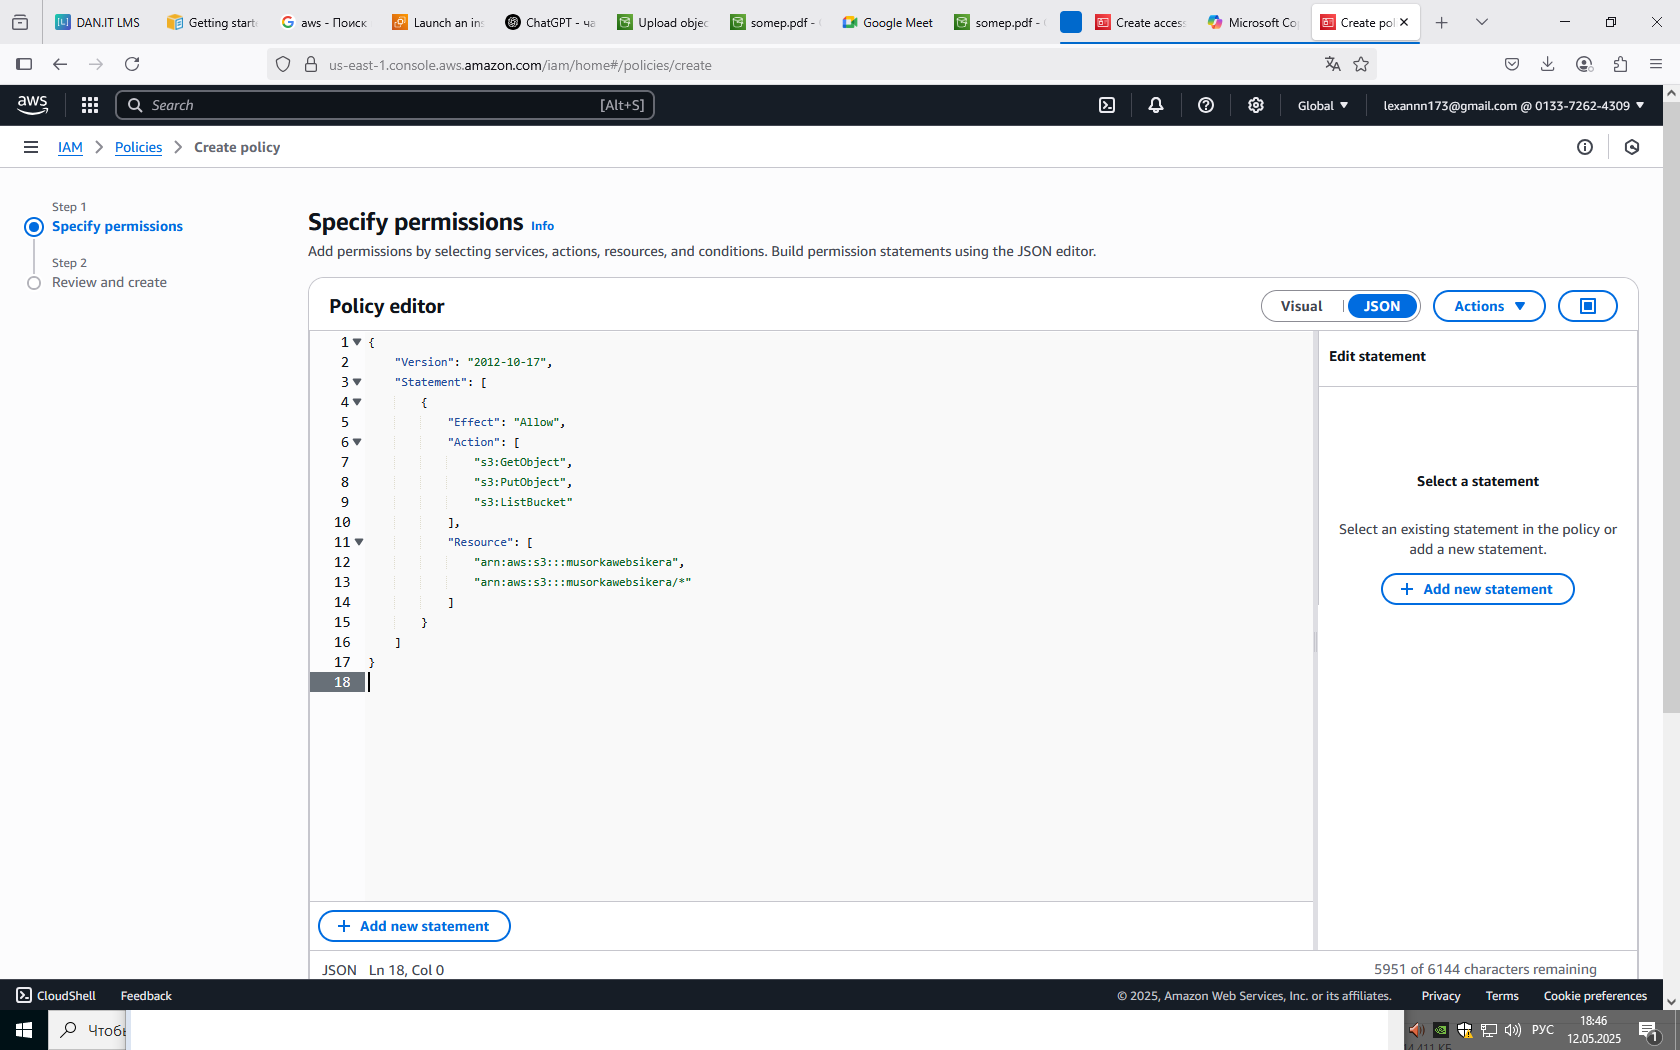 DAN.IT LMS
Getting start
aws - Поиск
Launch an ins
ChatGPT - ча
Upload objec
somep.pdf -
Google Meet
somep.pdf -
Create access
Microsoft Co
Create pol
us-east-1.console.aws.amazon.com/iam/home#/policies/create
aws
Search
[Alt+S]
Global
lexannn173@gmail.com @ 0133-7262-4309
IAM
Policies
Create policy
Step 1
Specify permissions
Step 2
Review and create
Specify permissions Info
Add permissions by selecting services, actions, resources, and conditions. Build permission statements using the JSON editor.
Policy editor
Visual
JSON
Actions
1 {
2 "Version": "2012-10-17",
3 "Statement": [
4 {
5 "Effect": "Allow",
6 "Action": [
7 "s3:GetObject",
8 "s3:PutObject",
9 "s3:ListBucket"
10 ],
11 "Resource": [
12 "arn:aws:s3:::musorkawebsikera",
13 "arn:aws:s3:::musorkawebsikera/*"
14 ]
15 }
16 ]
17 }
18
Edit statement
Select a statement
Select an existing statement in the policy or
add a new statement.
+ Add new statement
+ Add new statement
JSON Ln 18, Col 0
5951 of 6144 characters remaining
CloudShell
Feedback
© 2025, Amazon Web Services, Inc. or its affiliates.
Privacy
Terms
Cookie preferences
Чтобы
РУС
18:46
12.05.2025
1